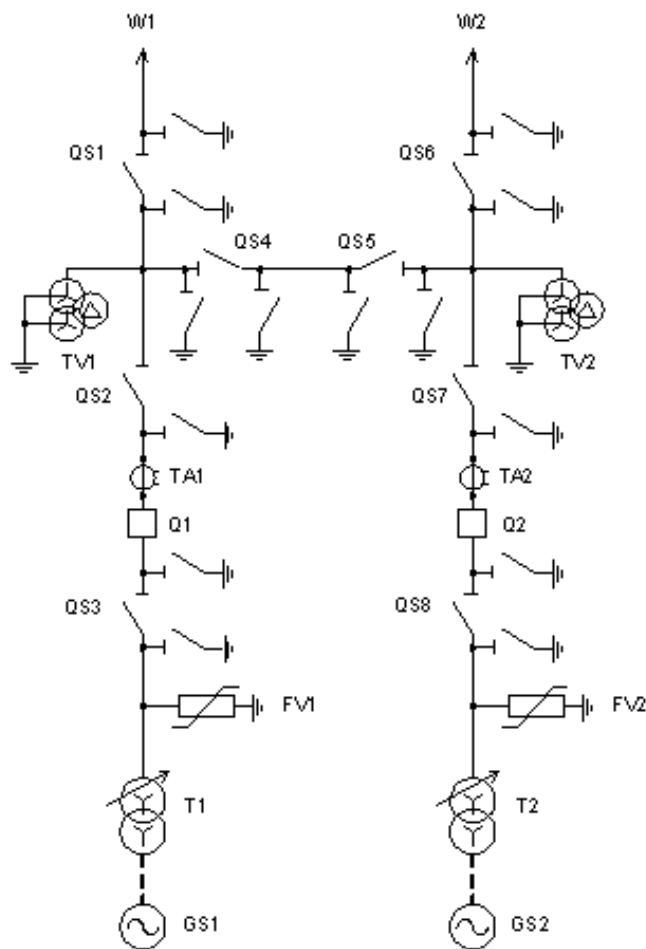 W1 W2
QS1 QS6
QS4 QS5
TV1 TV2
QS2 QS7
TA1 TA2
Q1 Q2
QS3 QS8
FV1 FV2
T1 T2
GS1 GS2